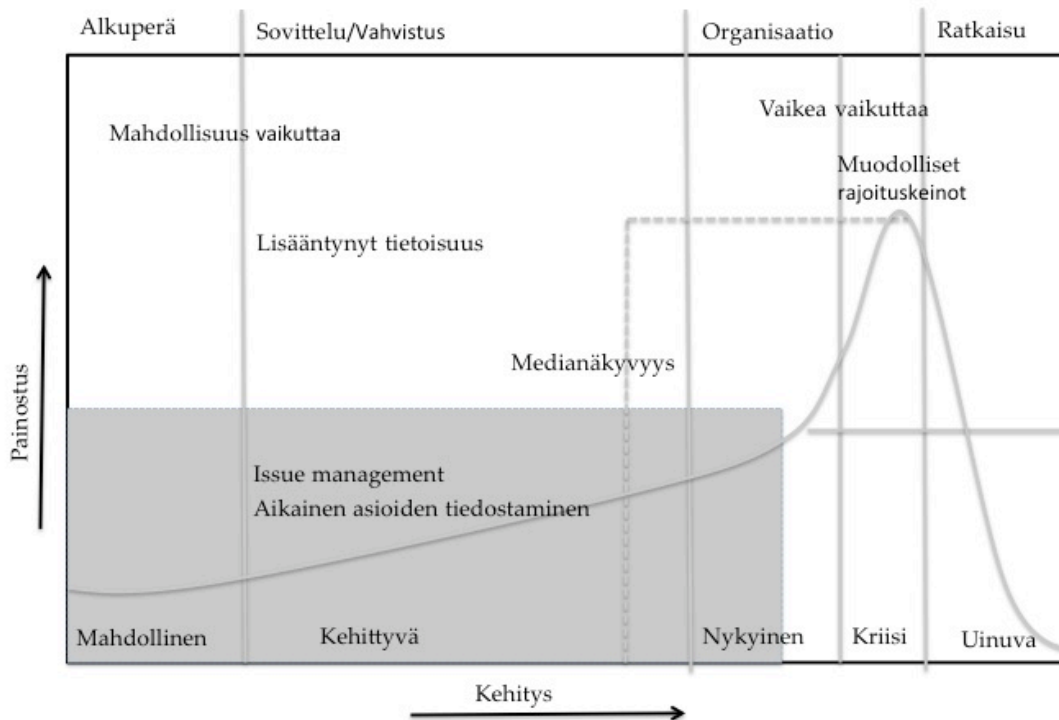 Alkuperä
Sovittelu/Vahvistus
Organisaatio
Ratkaisu
Mahdollisuus vaikuttaa
Vaikea vaikuttaa
Muodolliset
rajoituskeinot
Lisääntynyt tietoisuus
Medianäkyvyys
Painostus
Issue management
Aikainen asioiden tiedostaminen
Mahdollinen
Kehittyvä
Nykyinen
Kriisi
Uinuva
Kehitys